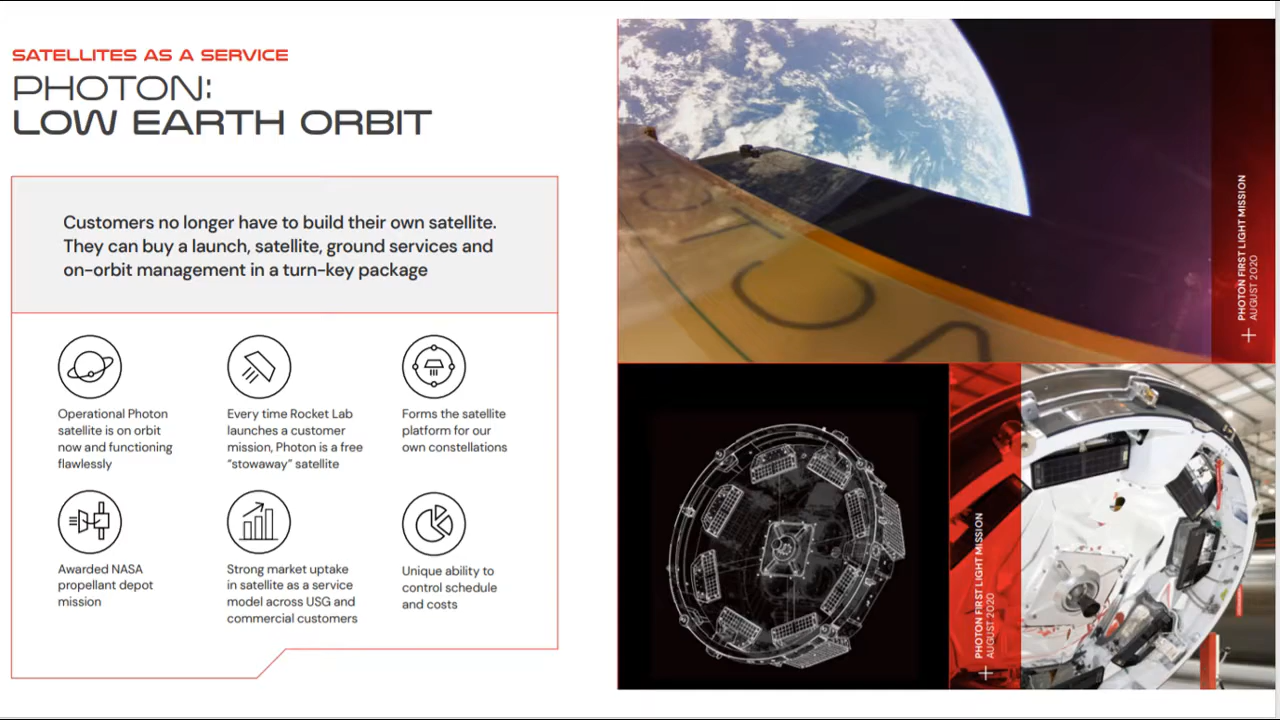 SATELLITES AS A SERVICE
PHOTON:
LOW EARTH ORBIT
Customers no longer have to build their own satellite.
They can buy a launch, satellite, ground services and
on-orbit management in a turn-key package
Operational Photon
satellite is on orbit
now and functioning
flawlessly
Every time Rocket Lab
launches a customer
mission, Photon is a free
“stowaway” satellite
Forms the satellite
platform for our
own constellations
Awarded NASA
propellant depot
mission
Strong market uptake
in satellite as a service
model across USG and
commercial customers
Unique ability to
control schedule
and costs
PHOTON FIRST LIGHT MISSION
AUGUST 2020
PHOTON FIRST LIGHT MISSION
AUGUST 2020